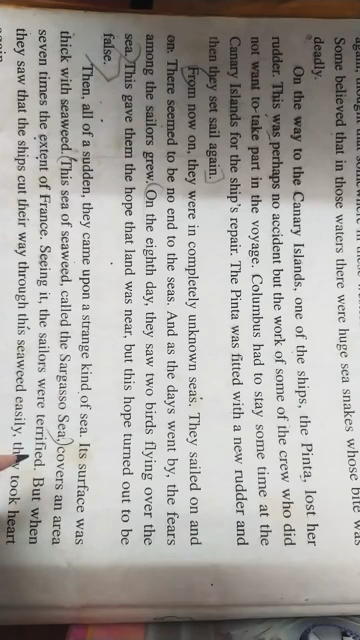 Some believed that in those waters there were huge sea snakes whose bite was
deadly.
On the way to the Canary Islands, one of the ships, the Pinta, lost her
rudder. This was perhaps no accident but the work of some of the crew who did
not want to take part in the voyage. Columbus had to stay some time at the
Canary Islands for the ship's repair. The Pinta was fitted with a new rudder and
then they set sail again.
From now on, they were in completely unknown seas. They sailed on and
on. There seemed to be no end to the seas. And as the days went by, the fears
among the sailors grew. On the eighth day, they saw two birds flying over the
sea. This gave them the hope that land was near, but this hope turned out to be
false.
Then, all of a sudden, they came upon a strange kind of sea. Its surface was
thick with seaweed. This sea of seaweed, called the Sargasso Sea, covers an area
seven times the extent of France. Seeing it, the sailors were terrified. But when
they saw that the ships cut their way through this seaweed easily, they took heart